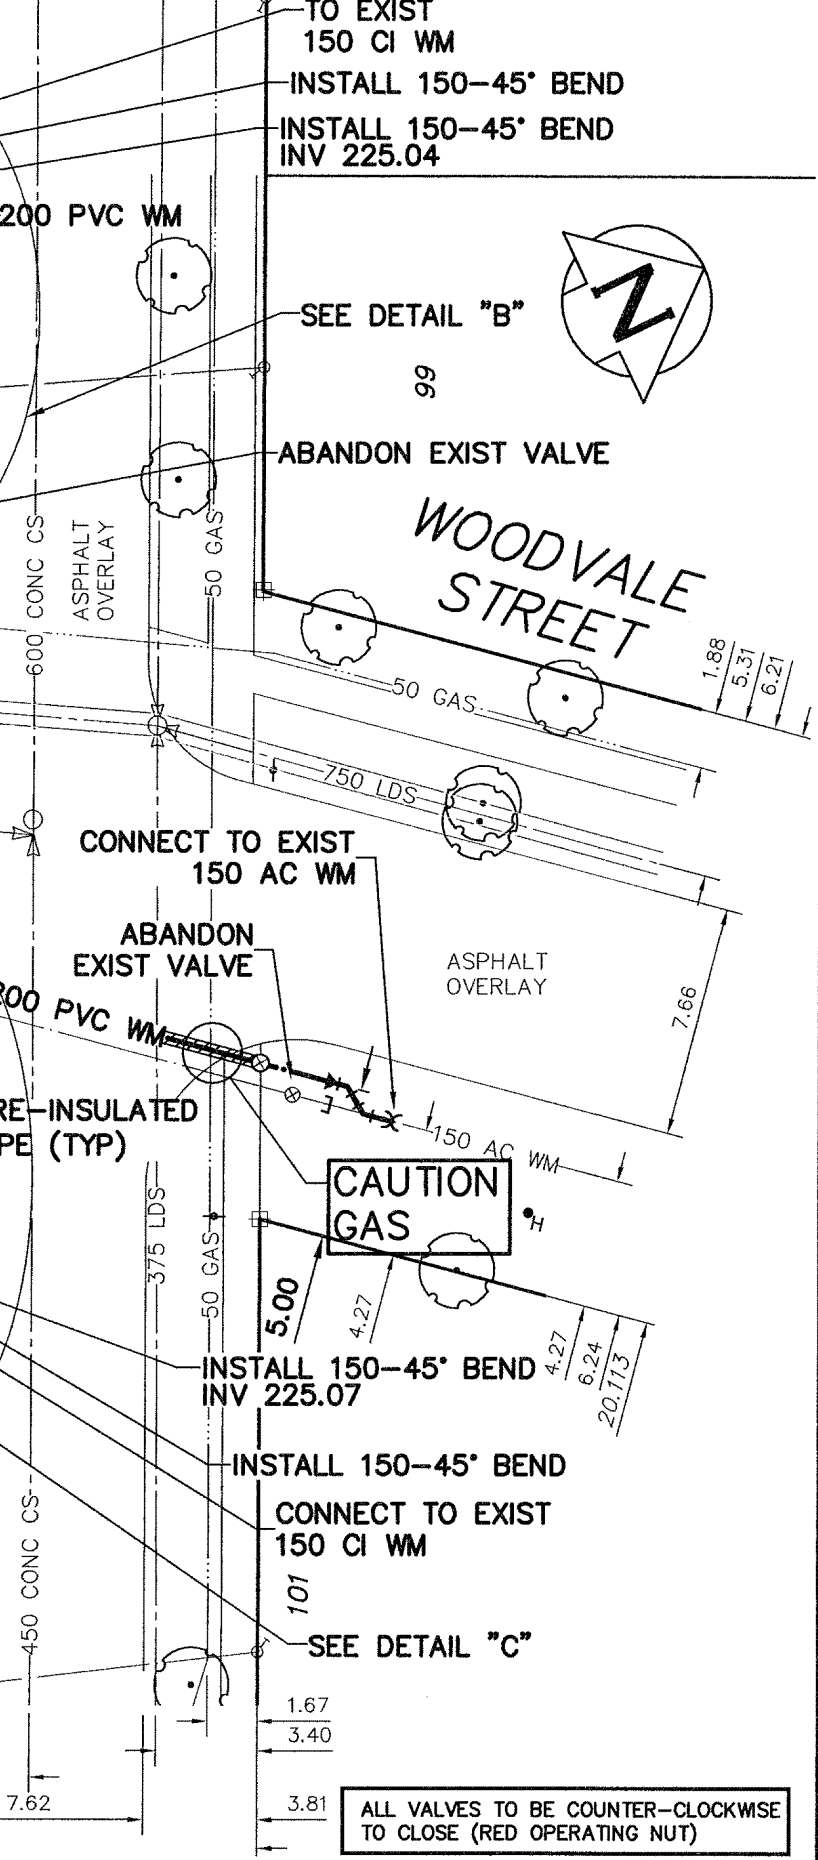 TO EXIST
150 CI WM
INSTALL 150-45° BEND
INSTALL 150-45° BEND
INV 225.04
200 PVC WM
N
SEE DETAIL "B"
99
ABANDON EXIST VALVE
WOODVALE
STREET
600 CONC CS
ASPHALT
OVERLAY
50 GAS
1.88
5.31
6.21
50 GAS
750 LDS
CONNECT TO EXIST
150 AC WM
ABANDON
EXIST VALVE
ASPHALT
OVERLAY
7.66
PVC WM
RE-INSULATED
PE (TYP)
150 AC WM
CAUTION
GAS
H
375 LDS
50 GAS
5.00
4.27
4.27
6.24
20.113
INSTALL 150-45° BEND
INV 225.07
INSTALL 150-45° BEND
450 CONC CS
CONNECT TO EXIST
150 CI WM
101
SEE DETAIL "C"
1.67
3.40
7.62
3.81
ALL VALVES TO BE COUNTER-CLOCKWISE
TO CLOSE (RED OPERATING NUT)